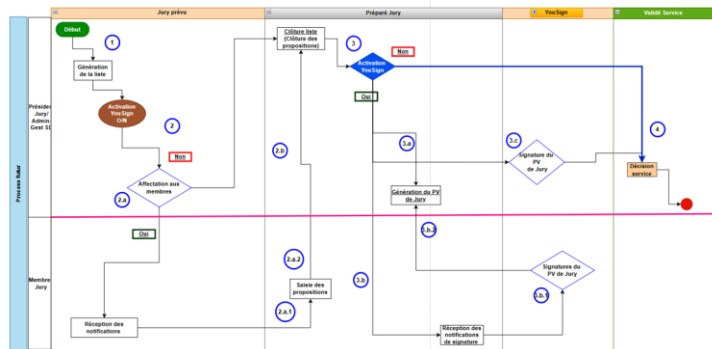 Jury prévu
Préparé Jury
YouSign
Validé Service
Process futur
Présiden
Jury/
Admin
Gest SI
Début
1
Génération
de la liste
Activation
YouSign
O/N
2
Non
Affectation aux
membres
2.a
Oui
Clôture liste
(Clôture des
propositions)
3
Activation
YouSign
Non
Oui
2.b
3.a
3.c
Signature du
PV
de Jury
4
Décision
service
Génération du PV
de Jury
Membre
Jury
Réception des
notifications
2.a.1
2.a.2
Saisie des
propositions
3.b
3.b.2
Signatures du
PV de Jury
3.b.1
Réception des
notifications
de signature